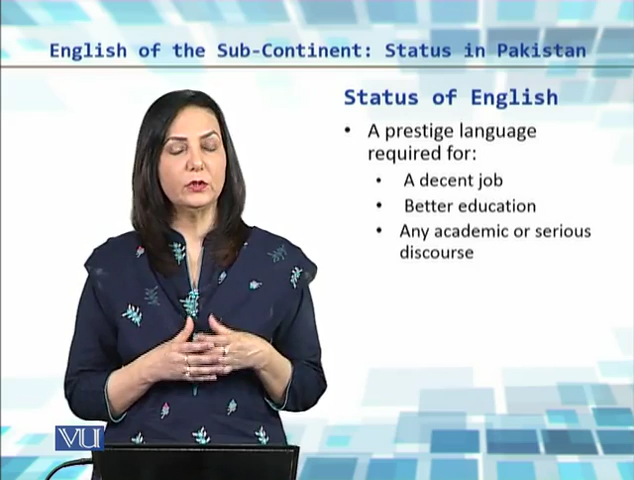 English of the Sub-Continent: Status in Pakistan
Status of English
• A prestige language
required for:
• A decent job
• Better education
• Any academic or serious
discourse
VU